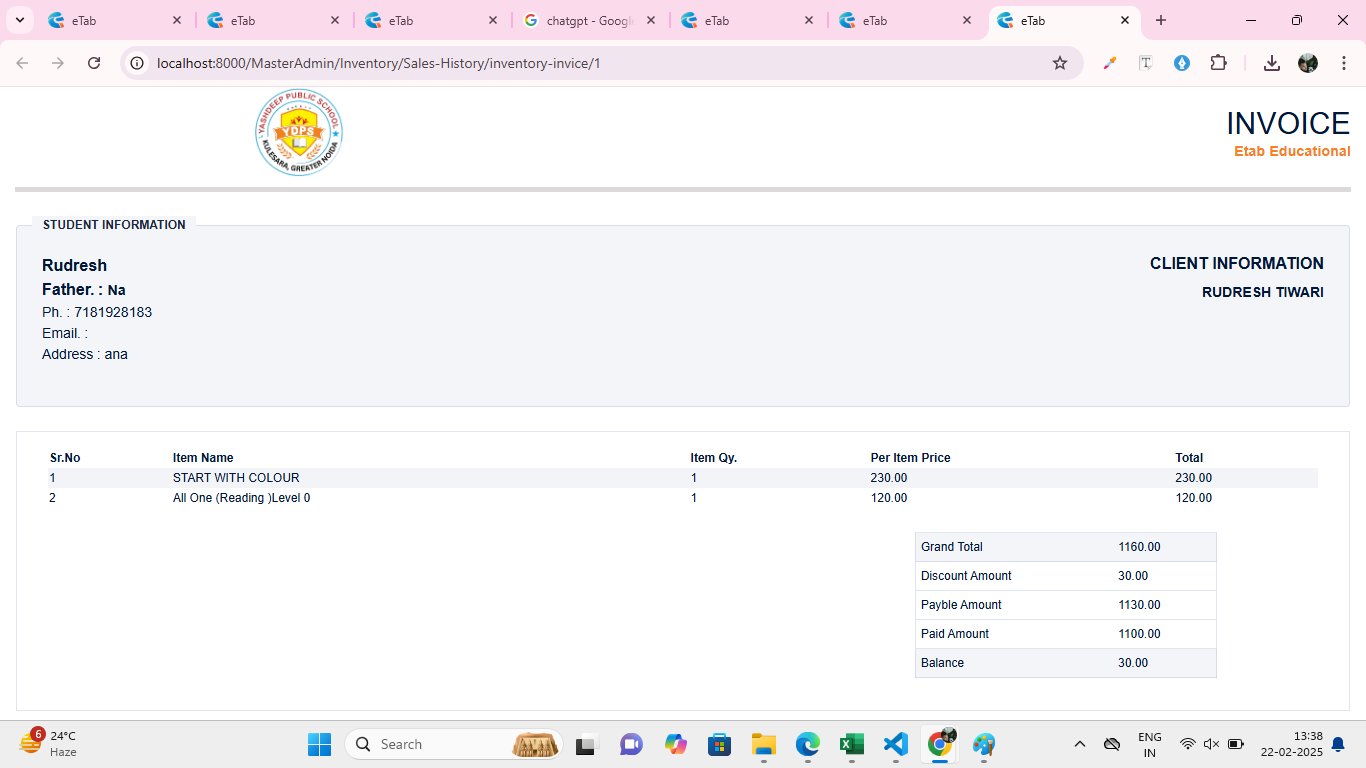 eTab eTab eTab chatgpt - Googl eTab eTab eTab
localhost:8000/MasterAdmin/Inventory/Sales-History/inventory-invice/1
YASHDEEP PUBLIC SCHOOL
YDPS
KULESARA, GREATER NOIDA
INVOICE
Etab Educational
STUDENT INFORMATION
Rudresh
Father. : Na
Ph. : 7181928183
Email. :
Address : ana
CLIENT INFORMATION
RUDRESH TIWARI
Sr.No Item Name Item Qy. Per Item Price Total
1 START WITH COLOUR 1 230.00 230.00
2 All One (Reading )Level 0 1 120.00 120.00
Grand Total 1160.00
Discount Amount 30.00
Payble Amount 1130.00
Paid Amount 1100.00
Balance 30.00
6
24°C
Haze
Search
ENG
IN
13:38
22-02-2025